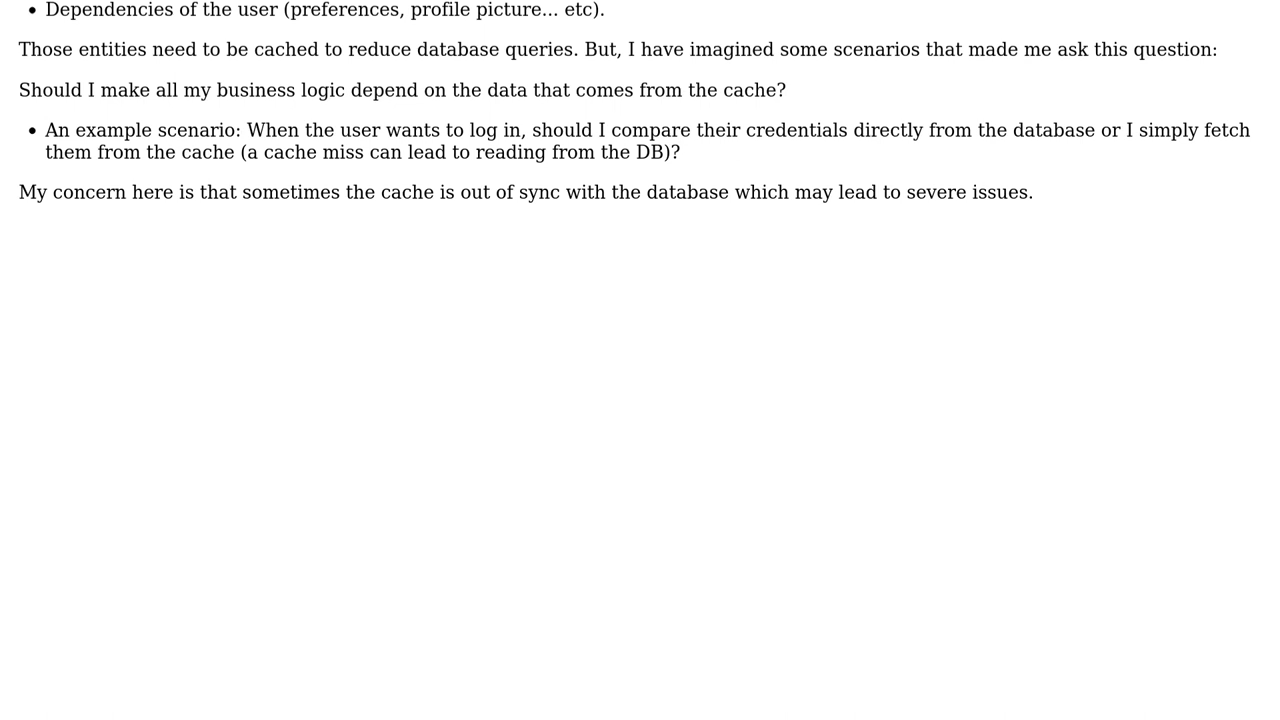 • Dependencies of the user (preferences, profile picture... etc).
Those entities need to be cached to reduce database queries. But, I have imagined some scenarios that made me ask this question:
Should I make all my business logic depend on the data that comes from the cache?
• An example scenario: When the user wants to log in, should I compare their credentials directly from the database or I simply fetch
them from the cache (a cache miss can lead to reading from the DB)?
My concern here is that sometimes the cache is out of sync with the database which may lead to severe issues.